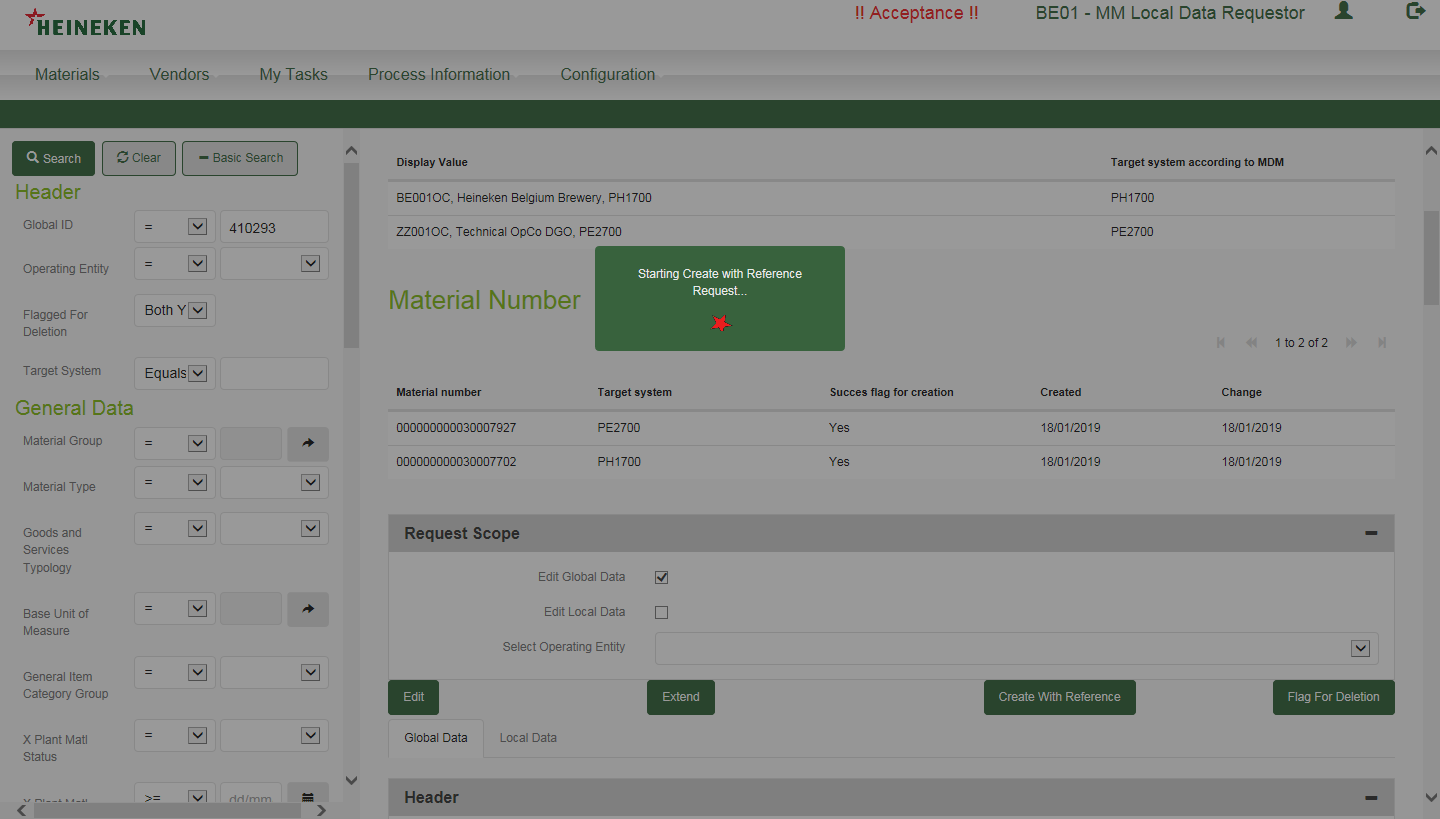 HEINEKEN
!! Acceptance !!
BE01 - MM Local Data Requestor
Materials
Vendors
My Tasks
Process Information
Configuration
Search
Clear
Basic Search
Header
Global ID
=
410293
Operating Entity
=
Flagged For
Deletion
Both Y
Target System
Equals
General Data
Material Group
=
Material Type
=
Goods and
Services
Typology
=
Base Unit of
Measure
=
General Item
Category Group
=
X Plant Matl
Status
=
X Plant Matl
>=
dd/mm
Display Value
Target system according to MDM
BE001OC, Heineken Belgium Brewery, PH1700
PH1700
ZZ001OC, Technical OpCo DGO, PE2700
PE2700
Starting Create with Reference
Request...
Material Number
1 to 2 of 2
Material number
Target system
Succes flag for creation
Created
Change
000000000030007927
PE2700
Yes
18/01/2019
18/01/2019
000000000030007702
PH1700
Yes
18/01/2019
18/01/2019
Request Scope
Edit Global Data
Edit Local Data
Select Operating Entity
Edit
Extend
Create With Reference
Flag For Deletion
Global Data
Local Data
Header